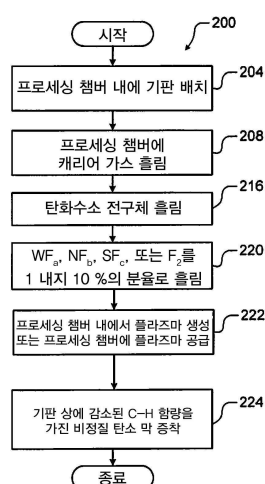 시작
200
프로세싱 챔버 내에 기판 배치
204
프로세싱 챔버에
캐리어 가스 흘림
208
탄화수소 전구체 흘림
216
WFₐ, NF_b, SF_c, 또는 F₂를
1 내지 10 %의 분율로 흘림
220
프로세싱 챔버 내에서 플라즈마 생성
또는 프로세싱 챔버에 플라즈마 공급
222
기판 상에 감소된 C-H 함량을
가진 비정질 탄소 막 증착
224
종료